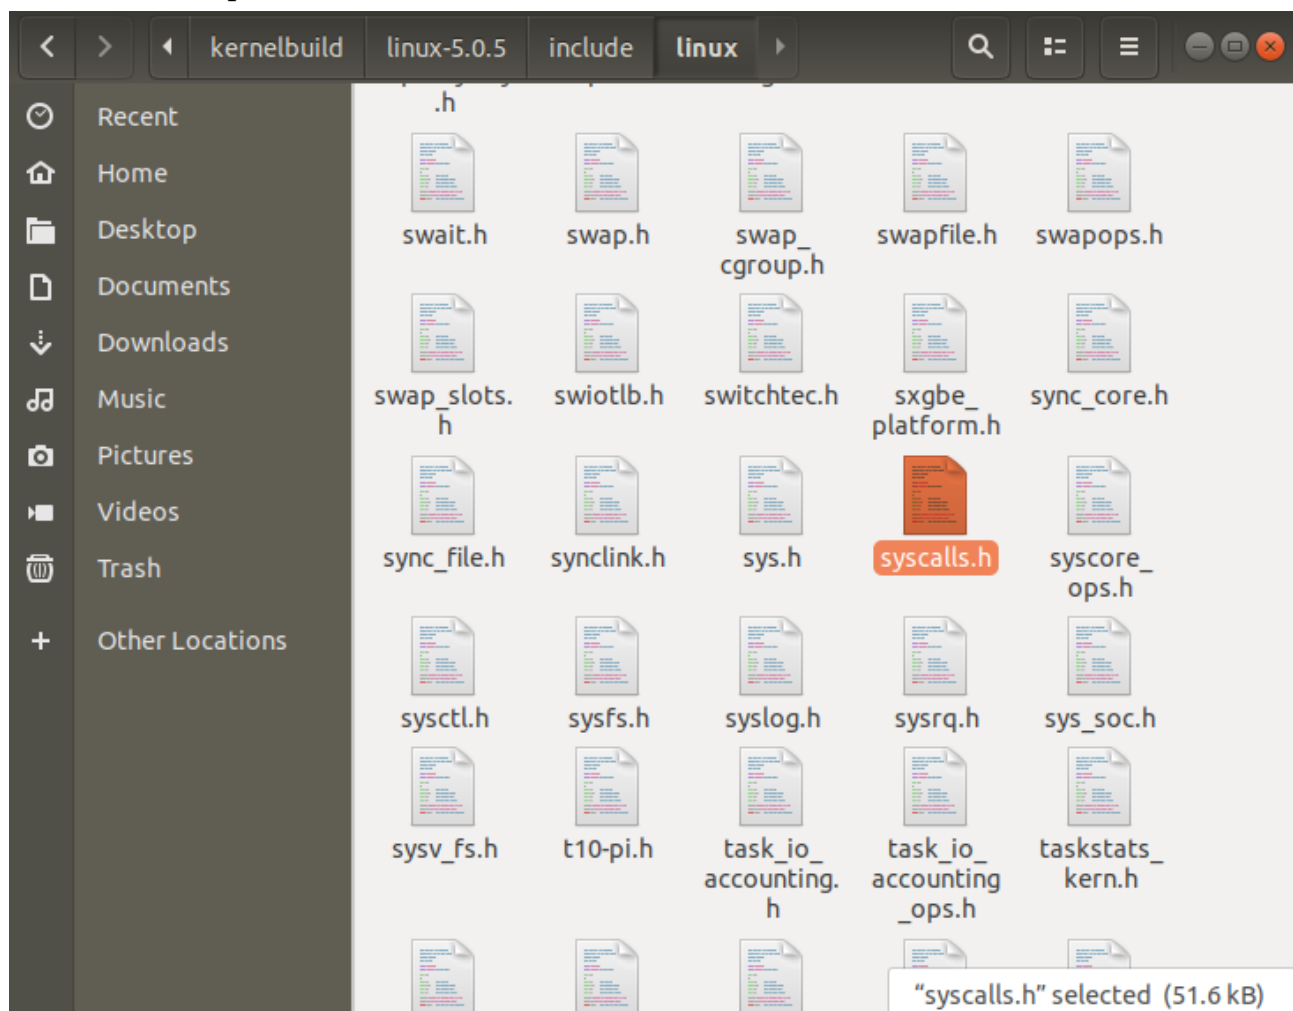 kernelbuild linux-5.0.5 include linux
Recent
Home
Desktop
Documents
Downloads
Music
Pictures
Videos
Trash
Other Locations
.h
swait.h swap.h swap_ swapfile.h swapops.h
cgroup.h
swap_slots. swiotlb.h switchtec.h sxgbe_ sync_core.h
h platform.h
sync_file.h synclink.h sys.h syscalls.h syscore_
ops.h
sysctl.h sysfs.h syslog.h sysrq.h sys_soc.h
sysv_fs.h t10-pi.h task_io_ task_io_ taskstats_
accounting. accounting kern.h
h _ops.h
“syscalls.h” selected (51.6 kB)